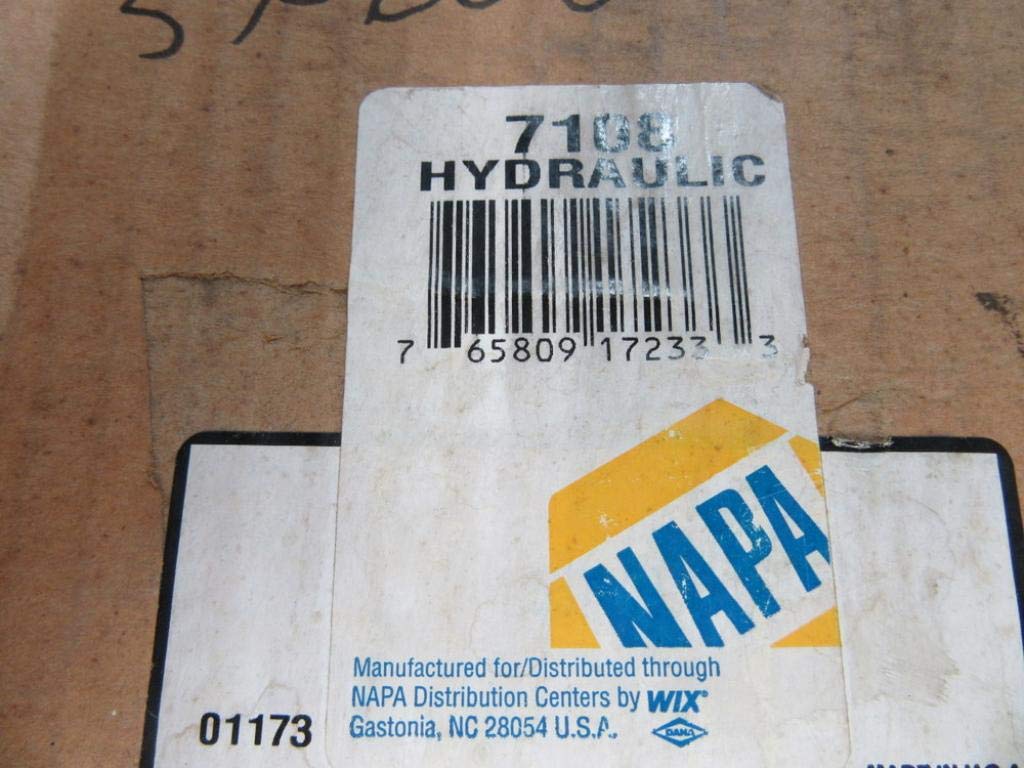 7108
HYDRAULIC
7 65809 17233 3
NAPA
Manufactured for/Distributed through
NAPA Distribution Centers by WIX®
Gastonia, NC 28054 U.S.A.
DANA
01173